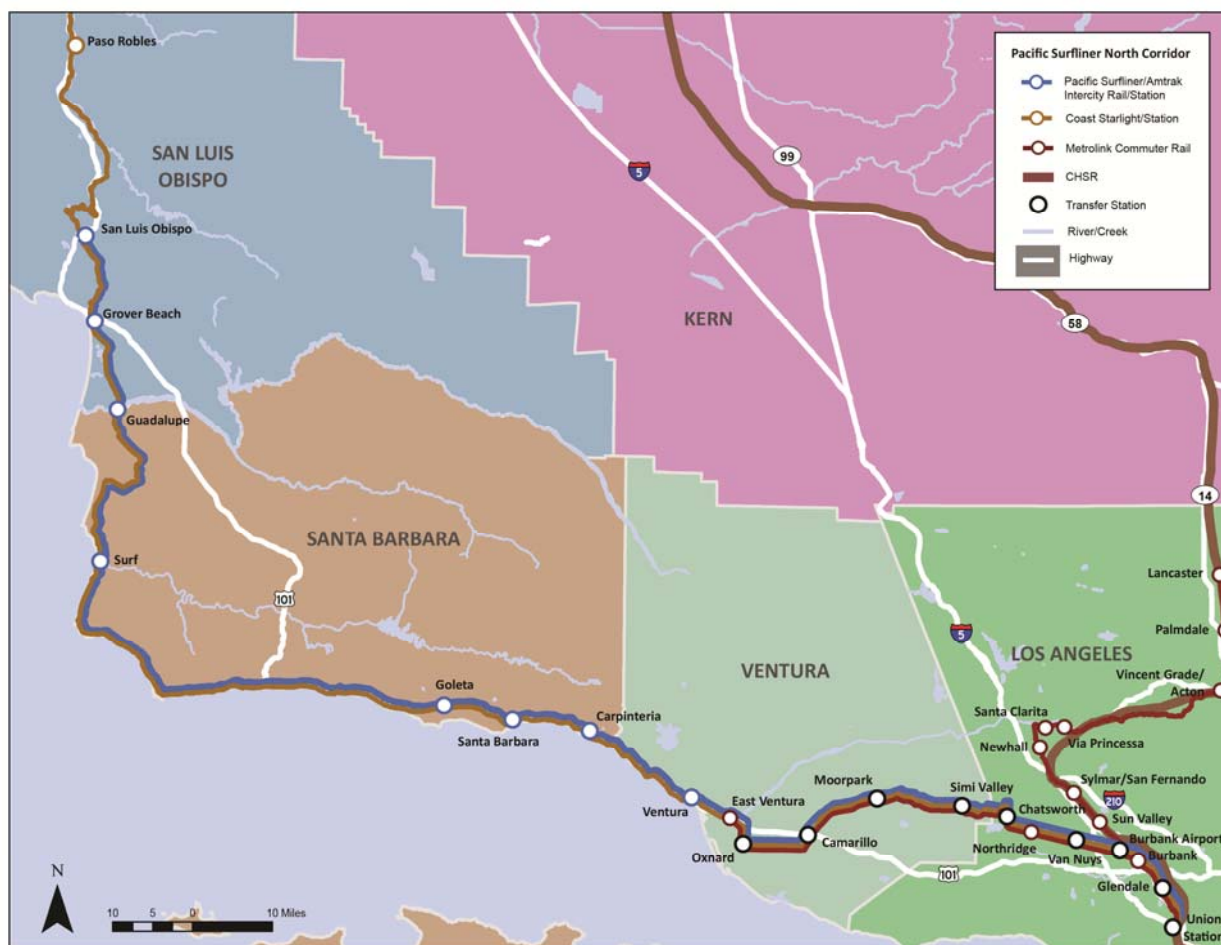 Paso Robles
SAN LUIS
OBISPO
San Luis Obispo
Grover Beach
Guadalupe
Surf
SANTA BARBARA
101
Goleta
Santa Barbara
Carpinteria
KERN
5
99
58
14
Pacific Surfliner North Corridor
Pacific Surfliner/Amtrak
Intercity Rail/Station
Coast Starlight/Station
Metrolink Commuter Rail
CHSR
Transfer Station
River/Creek
Highway
VENTURA
Ventura
East Ventura
Oxnard
Camarillo
Moorpark
Simi Valley
101
5
LOS ANGELES
Lancaster
Palmdale
Vincent Grade/
Acton
Santa Clarita
Via Princessa
Newhall
Sylmar/San Fernando
210
Sun Valley
Chatsworth
Northridge
Van Nuys
Burbank Airport
Burbank
Glendale
Union
Station
N
10 5 0 10 Miles